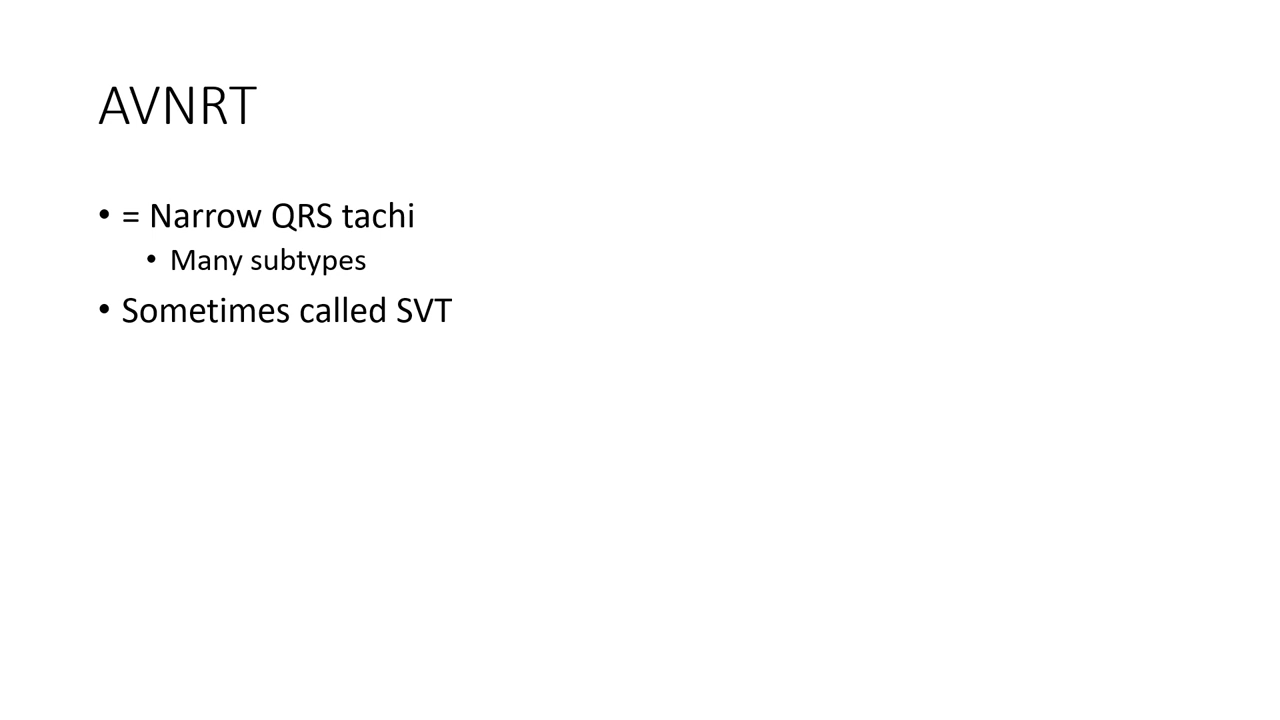 AVNRT
• = Narrow QRS tachi
• Many subtypes
• Sometimes called SVT